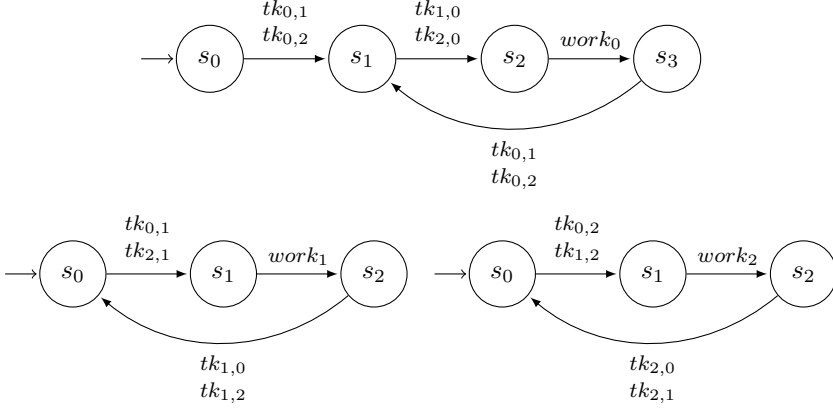 tk0,1 tk1,0
tk0,2 tk2,0 work0
s0 s1 s2 s3
tk0,1
tk0,2
tk0,1 tk0,2
tk2,1 work1 tk1,2 work2
s0 s1 s2 s0 s1 s2
tk1,0 tk2,0
tk1,2 tk2,1